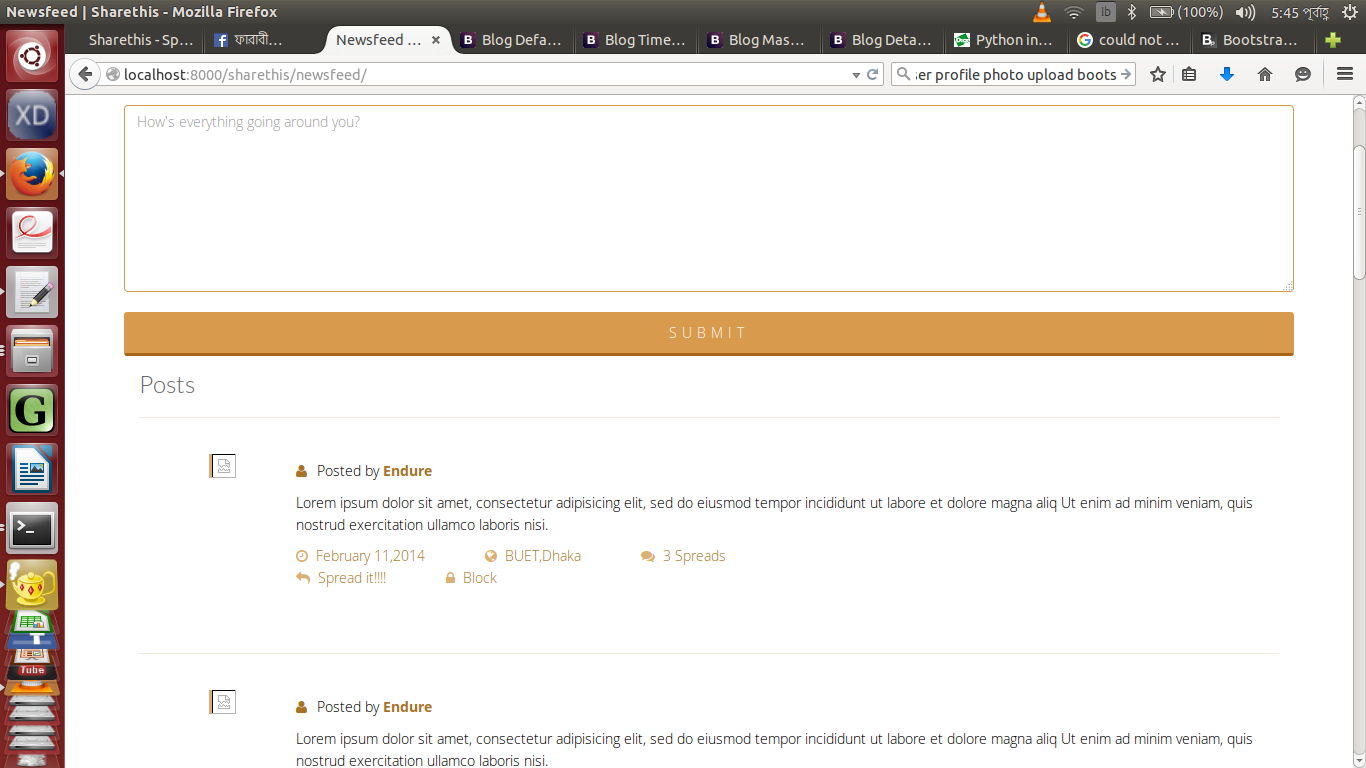 Newsfeed | Sharethis - Mozilla Firefox
lb
(100%)
5:45 পূর্বাহ্ণ
Sharethis - Sp...
ফারাবী...
Newsfeed ...
Blog Defa...
Blog Time...
Blog Mas...
Blog Deta...
Python in...
could not ...
Bootstra...
localhost:8000/sharethis/newsfeed/
er profile photo upload boots
How's everything going around you?
SUBMIT
Posts
Posted by Endure
Lorem ipsum dolor sit amet, consectetur adipisicing elit, sed do eiusmod tempor incididunt ut labore et dolore magna aliq Ut enim ad minim veniam, quis
nostrud exercitation ullamco laboris nisi.
February 11,2014
BUET,Dhaka
3 Spreads
Spread it!!!!
Block
Posted by Endure
Lorem ipsum dolor sit amet, consectetur adipisicing elit, sed do eiusmod tempor incididunt ut labore et dolore magna aliq Ut enim ad minim veniam, quis
nostrud exercitation ullamco laboris nisi.
XD
G
>_
T
Tube